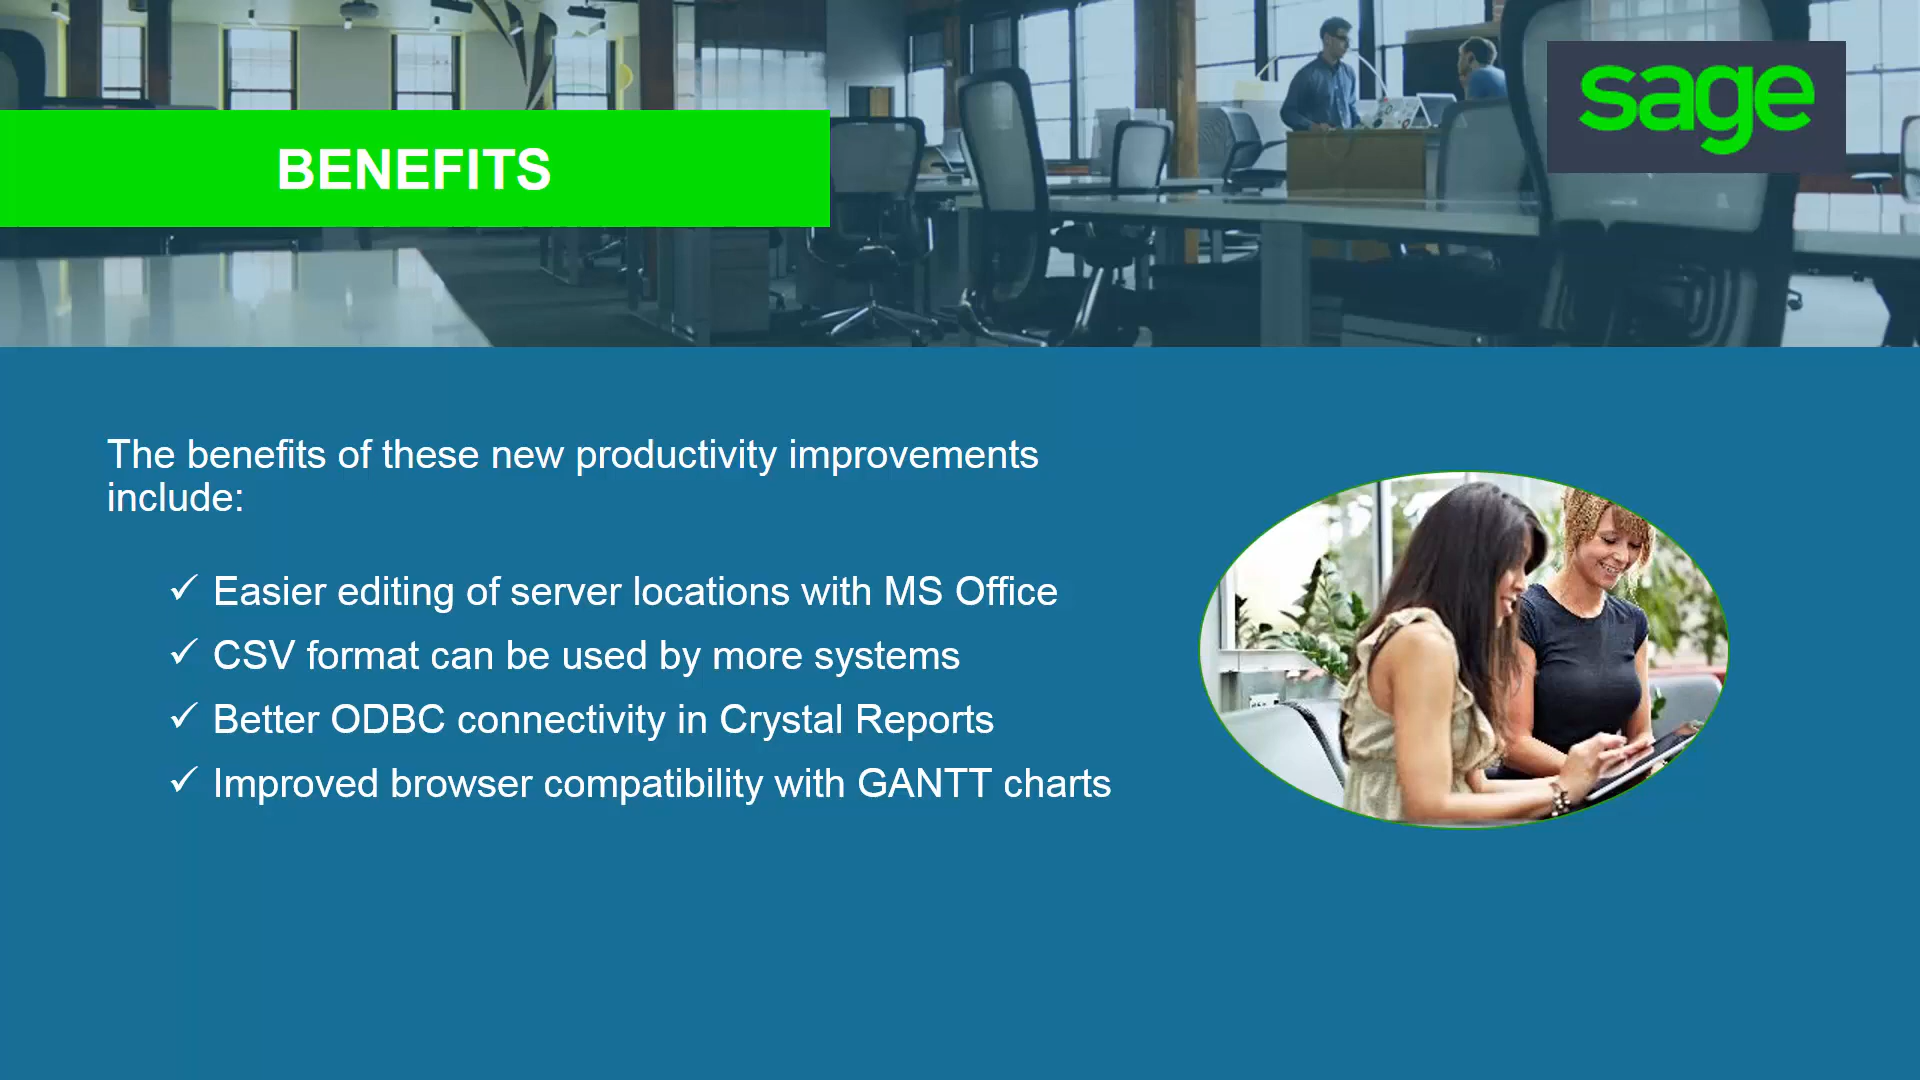 sage
BENEFITS
The benefits of these new productivity improvements
include:
✓ Easier editing of server locations with MS Office
✓ CSV format can be used by more systems
✓ Better ODBC connectivity in Crystal Reports
✓ Improved browser compatibility with GANTT charts